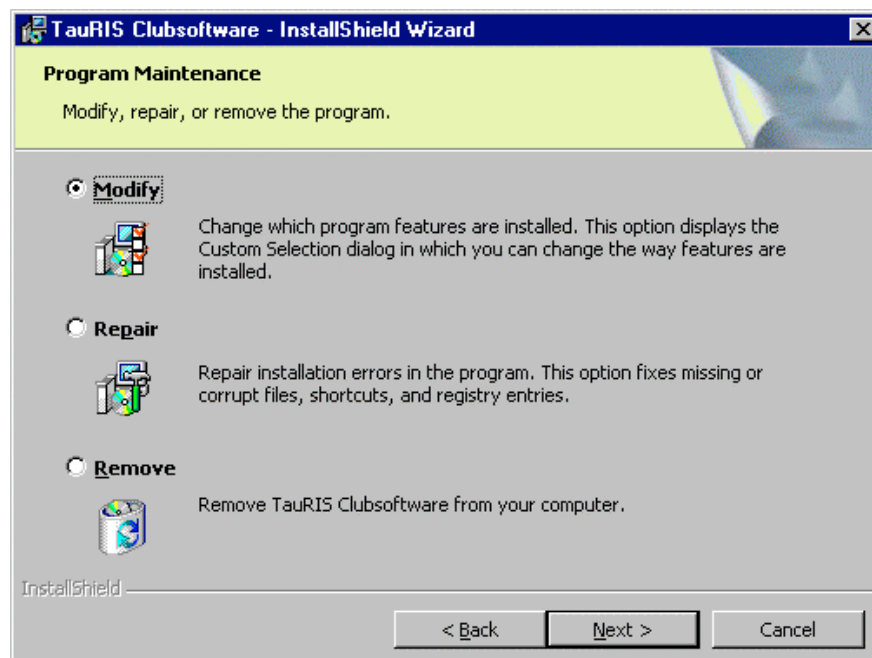 TauRIS Clubsoftware - InstallShield Wizard
Program Maintenance
Modify, repair, or remove the program.
Modify
Change which program features are installed. This option displays the
Custom Selection dialog in which you can change the way features are
installed.
Repair
Repair installation errors in the program. This option fixes missing or
corrupt files, shortcuts, and registry entries.
Remove
Remove TauRIS Clubsoftware from your computer.
InstallShield
< Back
Next >
Cancel